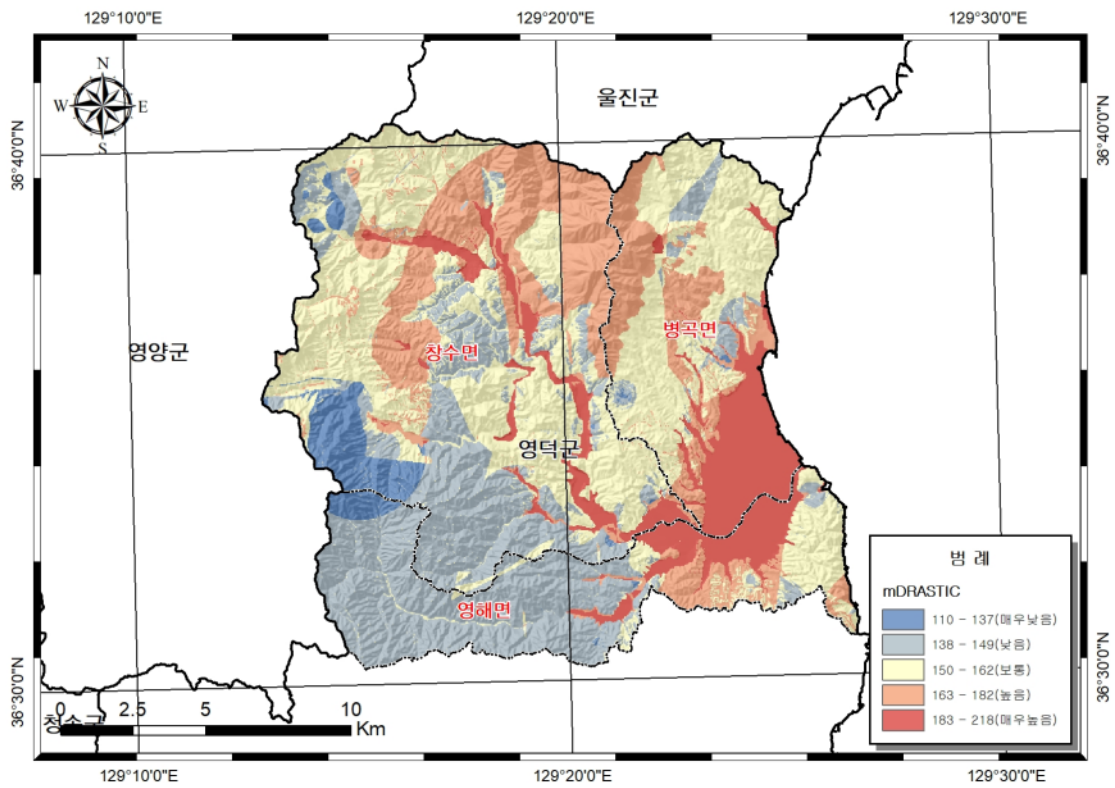 129°10'0"E
129°20'0"E
129°30'0"E
N
W
E
S
울진군
36°40'0"N
36°40'0"N
병곡면
영양군
창수면
영덕군
영해면
36°30'0"N
36°30'0"N
범 례
mDRASTIC
110 - 137(매우낮음)
138 - 149(낮음)
150 - 162(보통)
163 - 182(높음)
183 - 218(매우높음)
0 2.5 5 10
Km
청송군
129°10'0"E
129°20'0"E
129°30'0"E